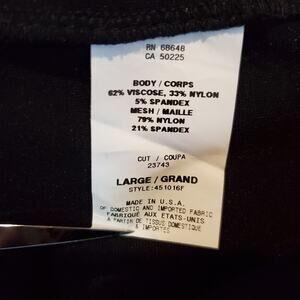 RN 68648
CA 50225
BODY / CORPS
62% VISCOSE, 33% NYLON
5% SPANDEX
MESH / MAILLE
79% NYLON
21% SPANDEX
CUT / COUPA
23743
LARGE / GRAND
STYLE: 451016F
MADE IN U.S.A.
OF DOMESTIC AND IMPORTED FABRIC
FABRIQUÉ AUX ETATS-UNIS
A PARTIR DE TISSUS DOMESTIQUE
& IMPORTES